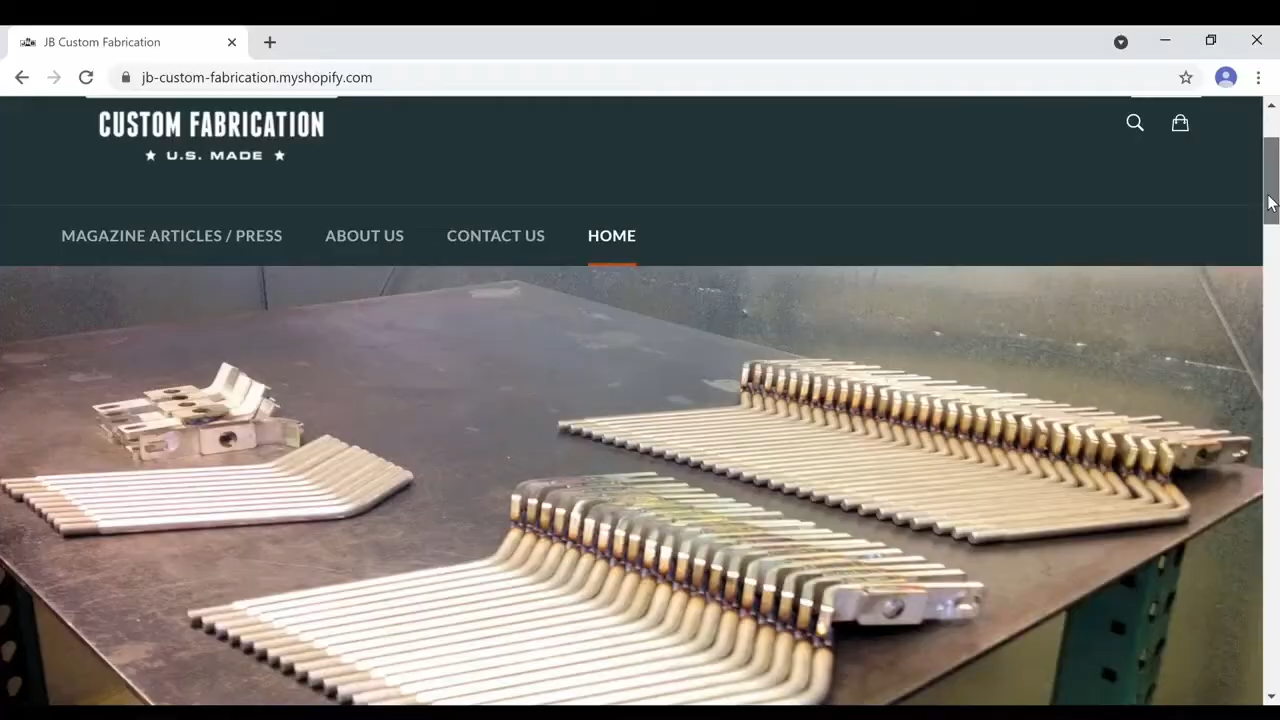 JB Custom Fabrication
jb-custom-fabrication.myshopify.com
CUSTOM FABRICATION
★ U.S. MADE ★
MAGAZINE ARTICLES / PRESS ABOUT US CONTACT US HOME